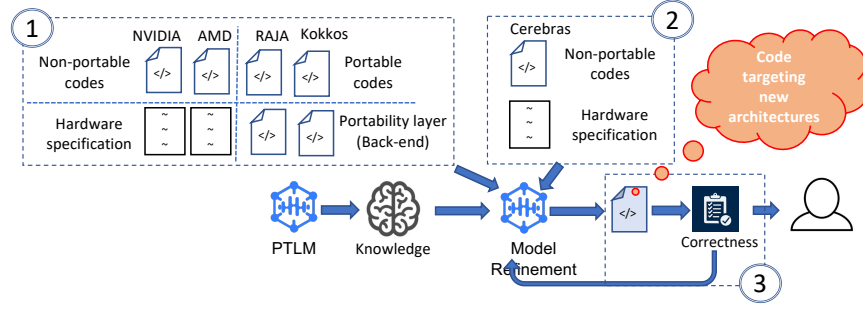 1
NVIDIA AMD RAJA Kokkos
Non-portable
codes
</>
</>
</>
</>
Portable
codes
Hardware
specification
~
~
~
~
~
~
</>
</>
Portability layer
(Back-end)
2
Cerebras
</>
Non-portable
codes
~
~
~
Hardware
specification
Code
targeting
new
architectures
PTLM
Knowledge
Model
Refinement
</>
Correctness
3